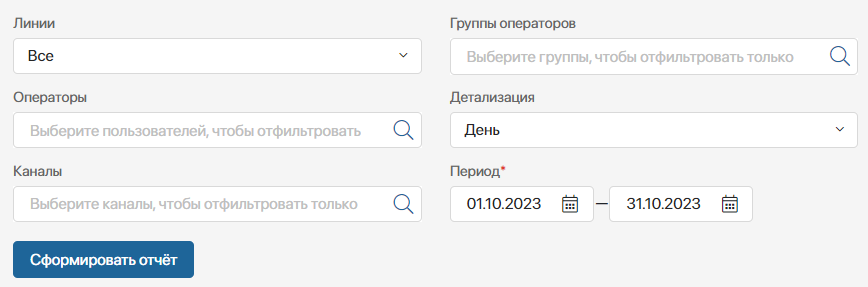 Линии
Группы операторов
Все
Выберите группы, чтобы отфильтровать только
Операторы
Детализация
Выберите пользователей, чтобы отфильтровать
День
Каналы
Период*
Выберите каналы, чтобы отфильтровать только
01.10.2023 — 31.10.2023
Сформировать отчёт